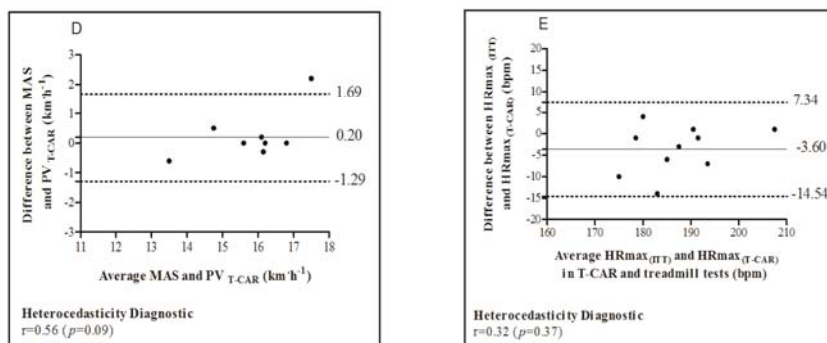 D
Difference between MAS
and PV T-CAR (km·h-1)
3
2
1
0
-1
-2
-3
1.69
0.20
-1.29
11 12 13 14 15 16 17 18
Average MAS and PV T-CAR (km·h-1)
Heterocedasticity Diagnostic
r=0.56 (p=0.09)
E
Difference between HRmax(ITT)
and HRmax(T-CAR) (bpm)
20
15
10
5
0
-5
-10
-15
-20
7.34
-3.60
-14.54
160 170 180 190 200 210
Average HRmax(ITT) and HRmax(T-CAR)
in T-CAR and treadmill tests (bpm)
Heterocedasticity Diagnostic
r=0.32 (p=0.37)